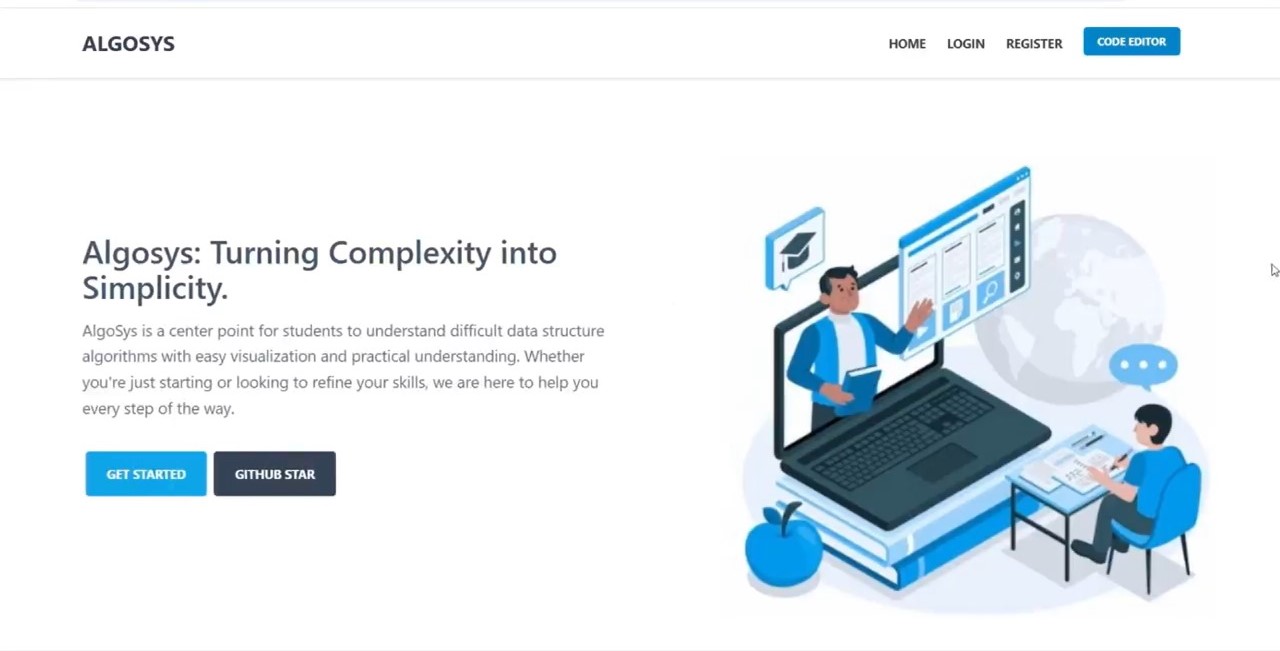 ALGOSYS
HOME
LOGIN
REGISTER
CODE EDITOR
Algosys: Turning Complexity into
Simplicity.
AlgoSys is a center point for students to understand difficult data structure
algorithms with easy visualization and practical understanding. Whether
you're just starting or looking to refine your skills, we are here to help you
every step of the way.
GET STARTED
GITHUB STAR